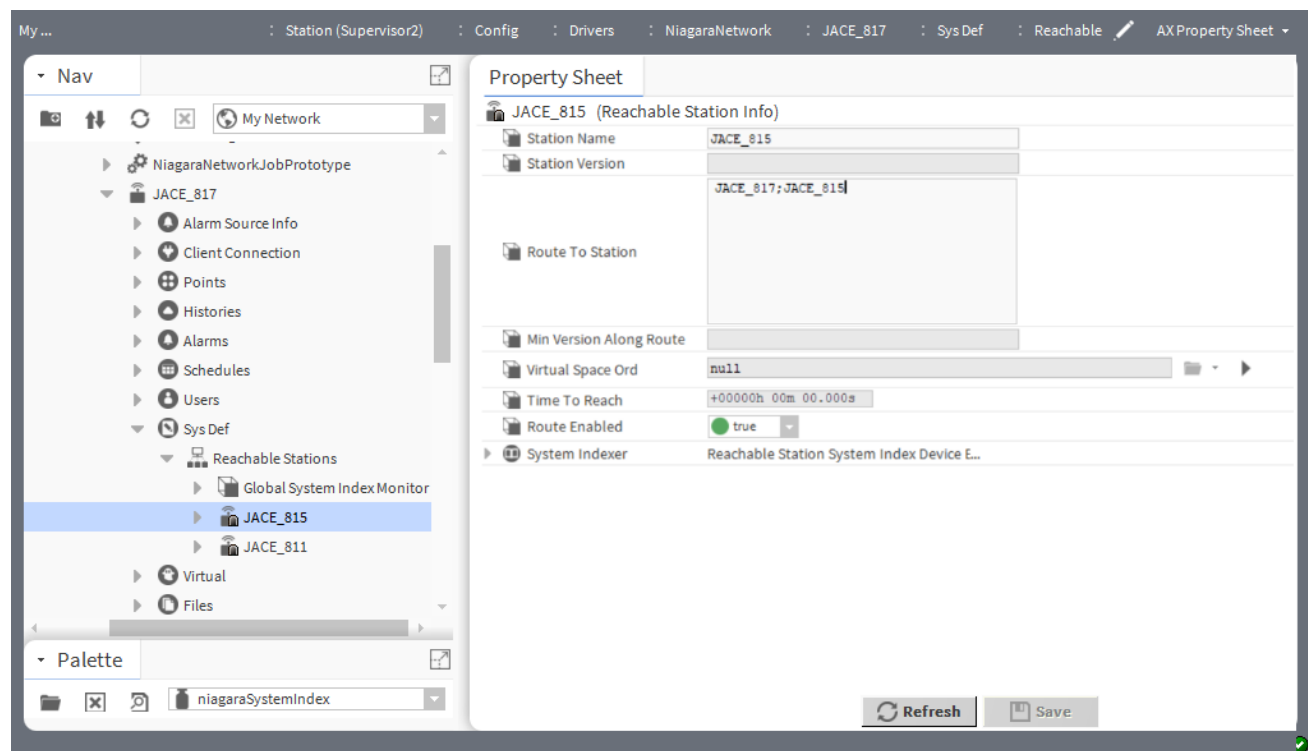 My ... : Station (Supervisor2) : Config : Drivers : NiagaraNetwork : JACE_817 : Sys Def : Reachable AX Property Sheet
Nav
My Network
NiagaraNetworkJobPrototype
JACE_817
Alarm Source Info
Client Connection
Points
Histories
Alarms
Schedules
Users
Sys Def
Reachable Stations
Global System Index Monitor
JACE_815
JACE_811
Virtual
Files
Palette
niagaraSystemIndex
Property Sheet
JACE_815 (Reachable Station Info)
Station Name JACE_815
Station Version
JACE_817;JACE_815
Route To Station
Min Version Along Route
Virtual Space Ord null
Time To Reach +00000h 00m 00.000s
Route Enabled true
System Indexer Reachable Station System Index Device E...
Refresh Save